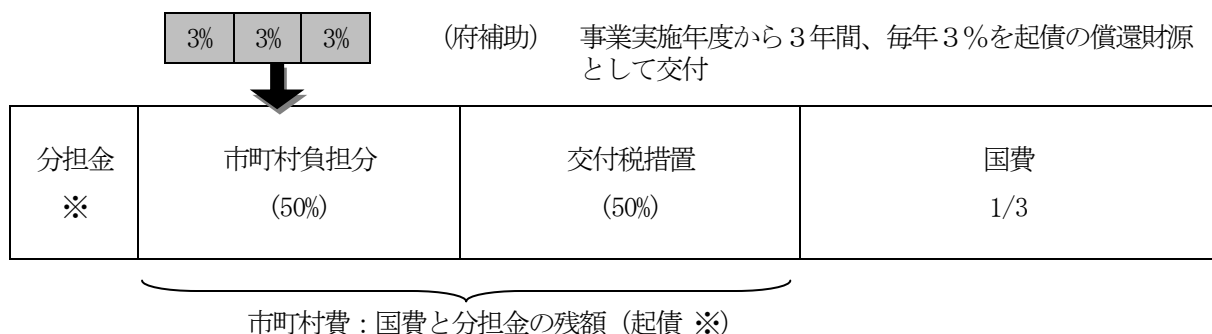 3% 3% 3% (府補助) 事業実施年度から３年間、毎年３％を起債の償還財源
として交付
分担金 市町村負担分 交付税措置 国費
※ (50%) (50%) 1/3
市町村費：国費と分担金の残額（起債 ※）